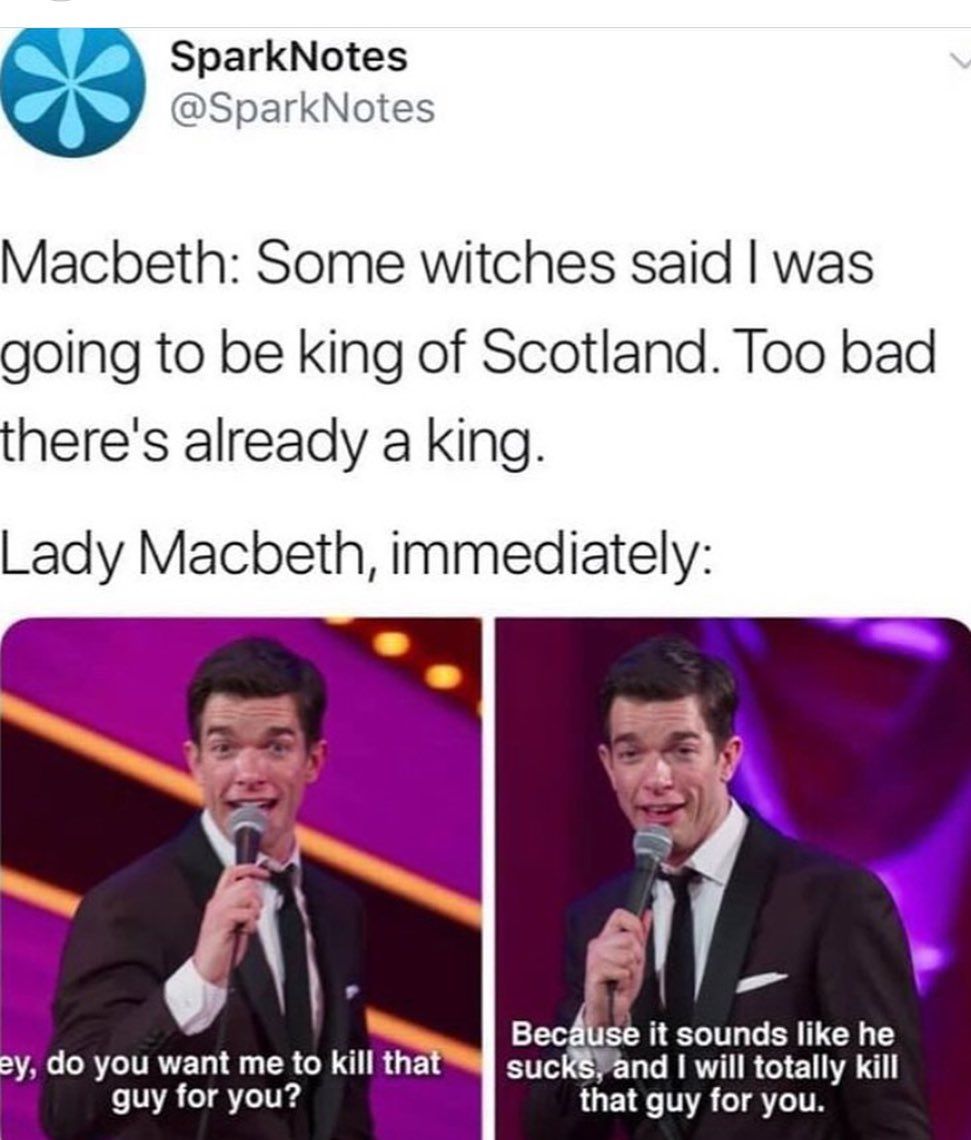 SparkNotes
@SparkNotes
Macbeth: Some witches said I was
going to be king of Scotland. Too bad
there's already a king.
Lady Macbeth, immediately:
ey, do you want me to kill that
guy for you?
Because it sounds like he
sucks, and I will totally kill
that guy for you.